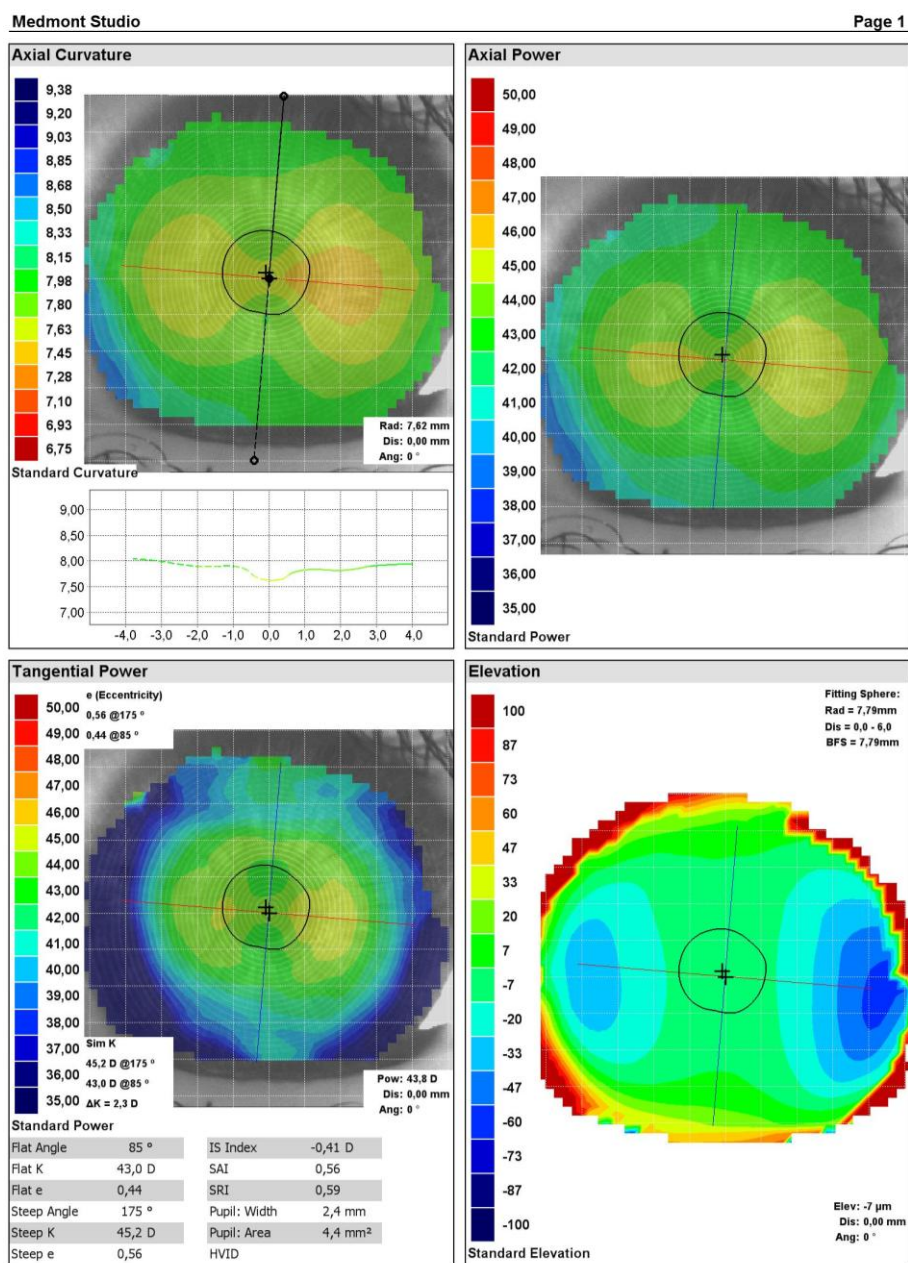 Medmont Studio Page 1
Axial Curvature
9,38
9,20
9,03
8,85
8,68
8,50
8,33
8,15
7,98
7,80
7,63
7,45
7,28
7,10
6,93
6,75
Rad: 7,62 mm
Dis: 0,00 mm
Ang: 0 °
Standard Curvature
9,00
8,50
8,00
7,50
7,00
-4,0 -3,0 -2,0 -1,0 0,0 1,0 2,0 3,0 4,0
Axial Power
50,00
49,00
48,00
47,00
46,00
45,00
44,00
43,00
42,00
41,00
40,00
39,00
38,00
37,00
36,00
35,00
Standard Power
Tangential Power
e (Eccentricity)
0,56 @175 °
0,44 @85 °
50,00
49,00
48,00
47,00
46,00
45,00
44,00
43,00
42,00
41,00
40,00
39,00
38,00
37,00
36,00
35,00
Sim K
45,2 D @175 °
43,0 D @85 °
ΔK = 2,3 D
Pow: 43,8 D
Dis: 0,00 mm
Ang: 0 °
Standard Power
Flat Angle 85 ° IS Index -0,41 D
Flat K 43,0 D SAI 0,56
Flat e 0,44 SRI 0,59
Steep Angle 175 ° Pupil: Width 2,4 mm
Steep K 45,2 D Pupil: Area 4,4 mm²
Steep e 0,56 HVID
Elevation
Fitting Sphere:
Rad = 7,79mm
Dis = 0,0 - 6,0
BFS = 7,79mm
100
87
73
60
47
33
20
7
-7
-20
-33
-47
-60
-73
-87
-100
Elev: -7 µm
Dis: 0,00 mm
Ang: 0 °
Standard Elevation